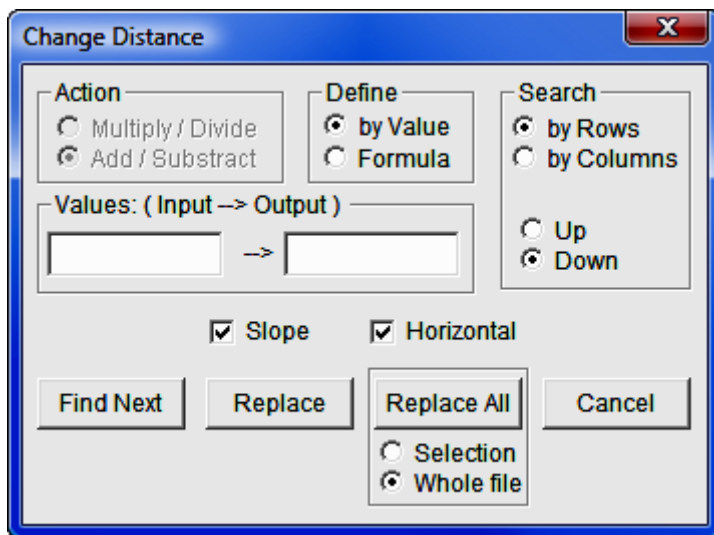 Change Distance
Action
Multiply / Divide
Add / Substract
Define
by Value
Formula
Search
by Rows
by Columns
Up
Down
Values: ( Input --> Output )
-->
Slope
Horizontal
Find Next
Replace
Replace All
Cancel
Selection
Whole file